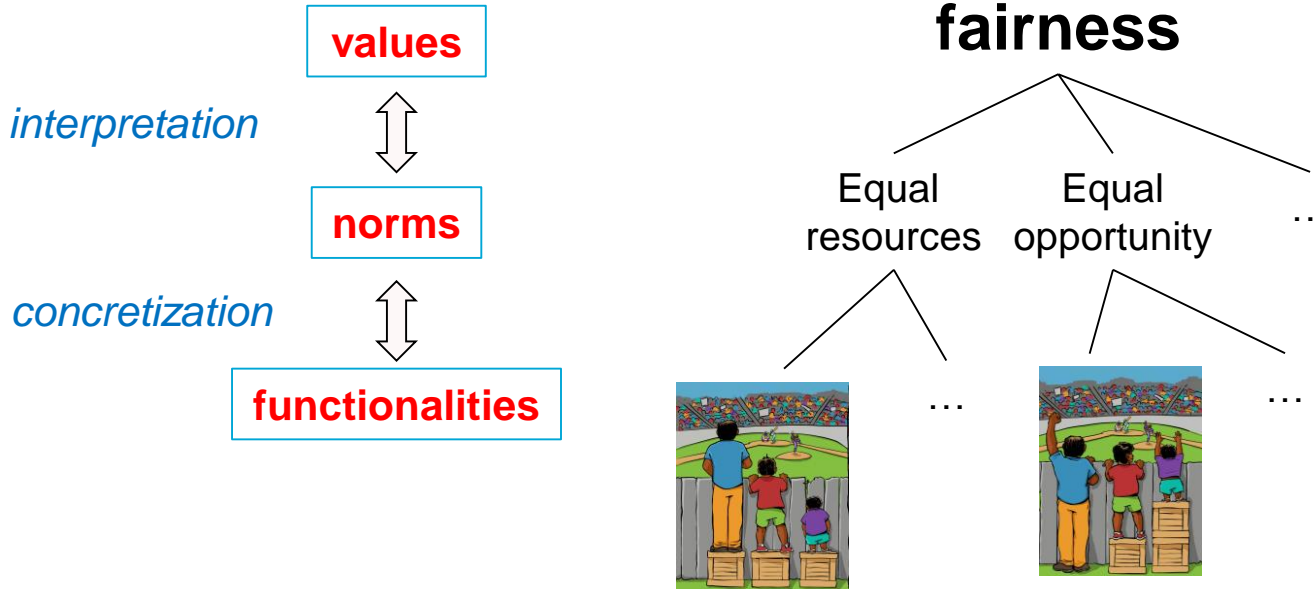 values
interpretation
norms
concretization
functionalities
fairness
Equal
resources
Equal
opportunity
...
...
...